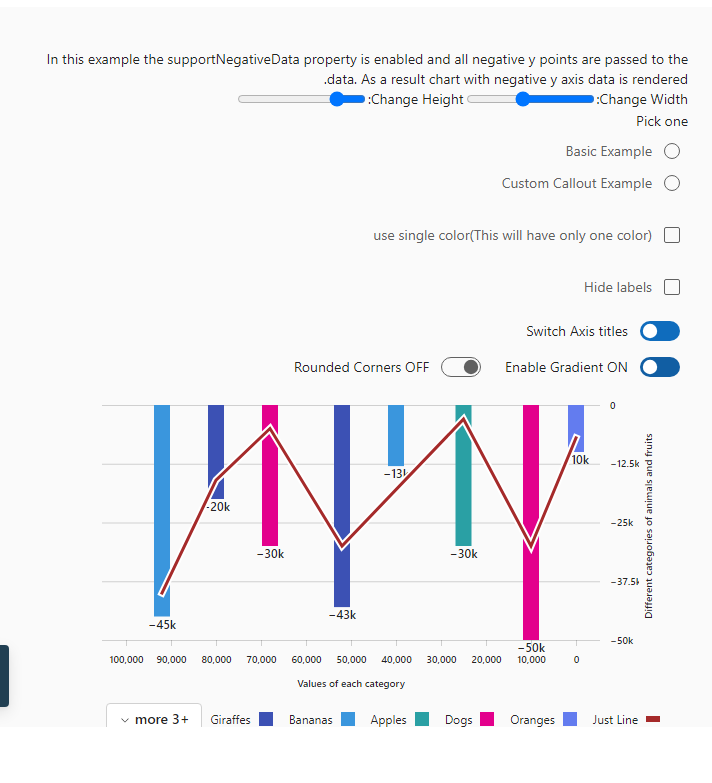 In this example the supportNegativeData property is enabled and all negative y points are passed to the
.data. As a result chart with negative y axis data is rendered
:Change Height :Change Width
Pick one
Basic Example
Custom Callout Example
use single color(This will have only one color)
Hide labels
Switch Axis titles
Rounded Corners OFF Enable Gradient ON
0
−12.5k
−25k
−37.5k
−50k
Different categories of animals and fruits
−45k
-20k
−30k
−43k
−13k
−30k
−50k
10k
100,000 90,000 80,000 70,000 60,000 50,000 40,000 30,000 20,000 10,000 0
Values of each category
more 3+ Giraffes Bananas Apples Dogs Oranges Just Line